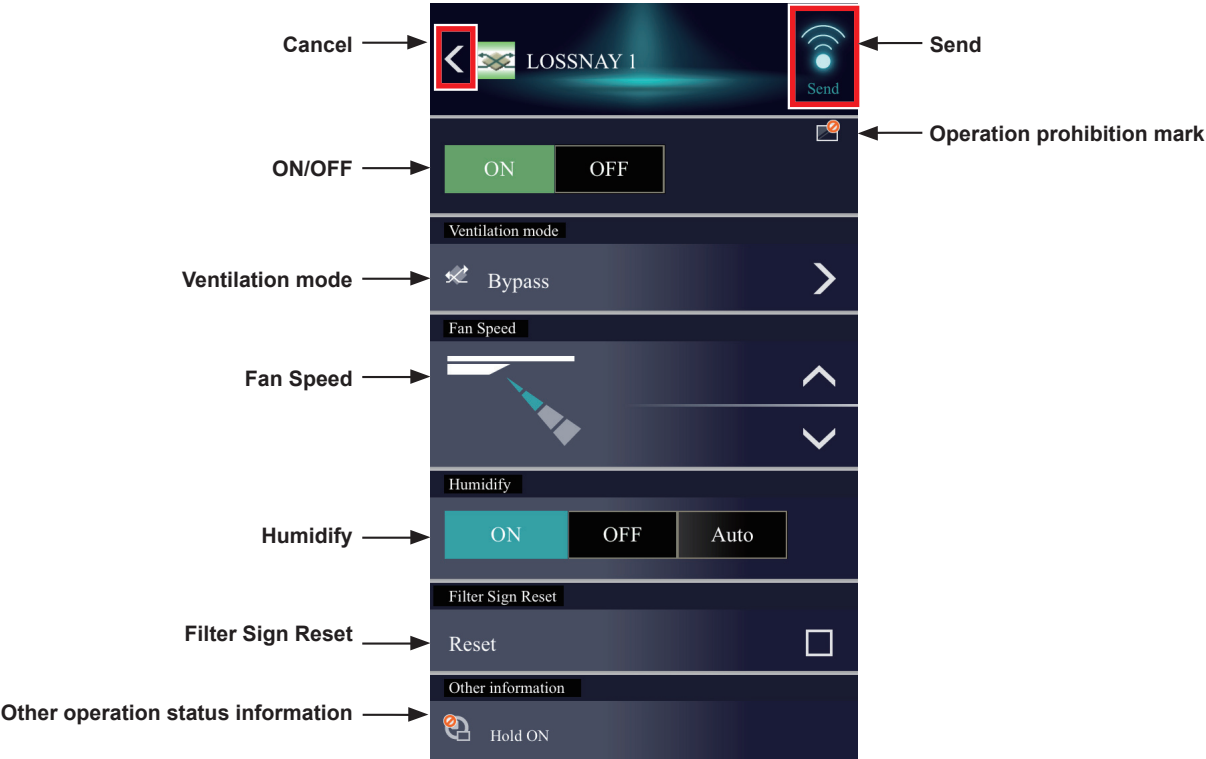 Cancel
LOSSNAY 1
Send
Send
Operation prohibition mark
ON/OFF
ON
OFF
Ventilation mode
Ventilation mode
Bypass
Fan Speed
Fan Speed
Humidify
Humidify
ON
OFF
Auto
Filter Sign Reset
Filter Sign Reset
Reset
Other information
Other operation status information
Hold ON